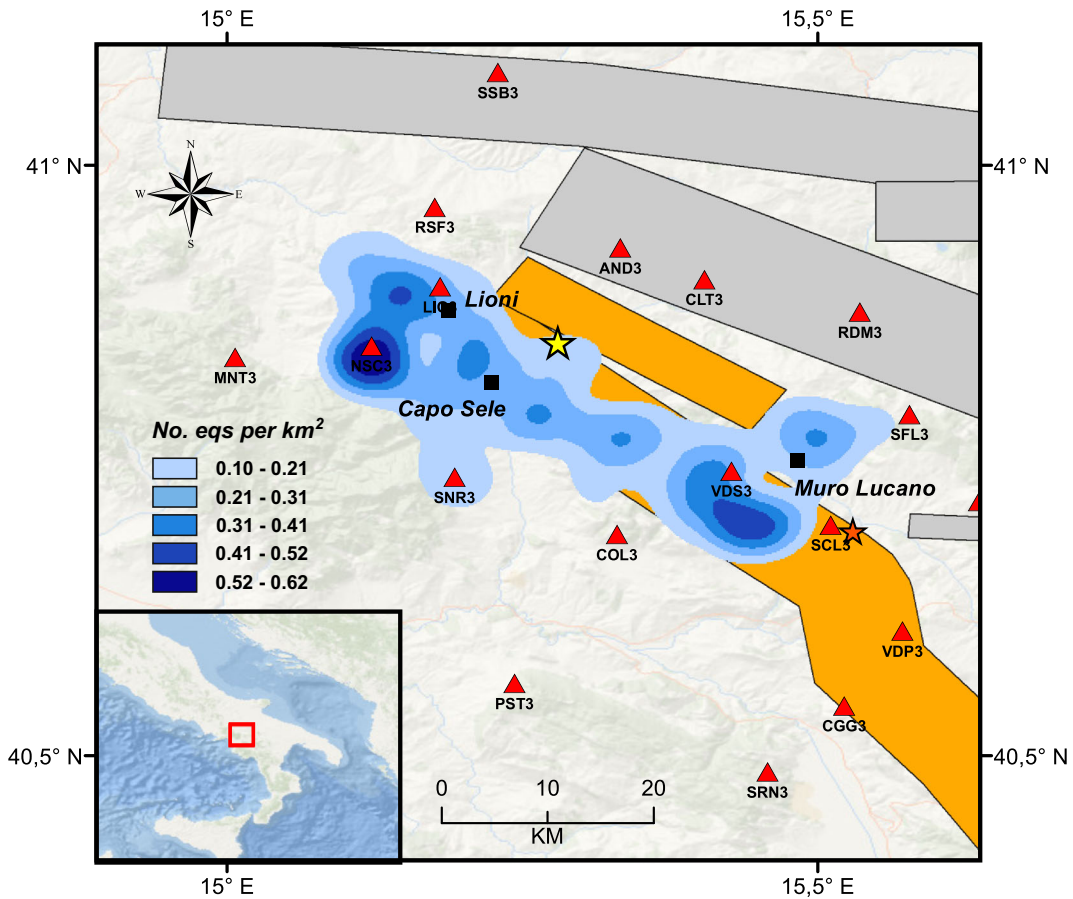 15° E
15,5° E
SSB3
41° N
41° N
N
W
E
S
RSF3
AND3
CLT3
Lioni
RDM3
NSC3
MNT3
Capo Sele
No. eqs per km²
SFL3
0.10 - 0.21
0.21 - 0.31
0.31 - 0.41
0.41 - 0.52
0.52 - 0.62
SNR3
VDS3
Muro Lucano
COL3
SCL3
VDP3
PST3
CGG3
40,5° N
40,5° N
SRN3
0
10
20
KM
15° E
15,5° E